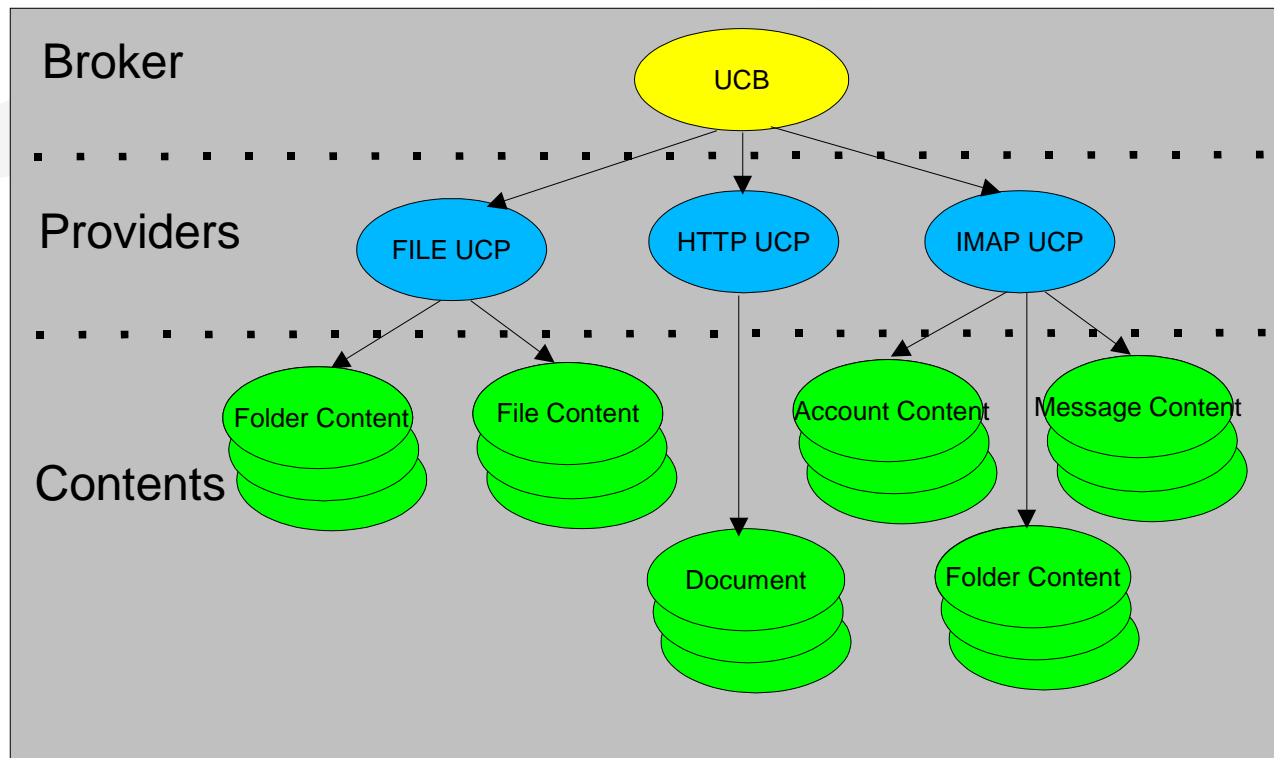 Broker
UCB
Providers
FILE UCP
HTTP UCP
IMAP UCP
Contents
Folder Content
File Content
Account Content
Message Content
Document
Folder Content